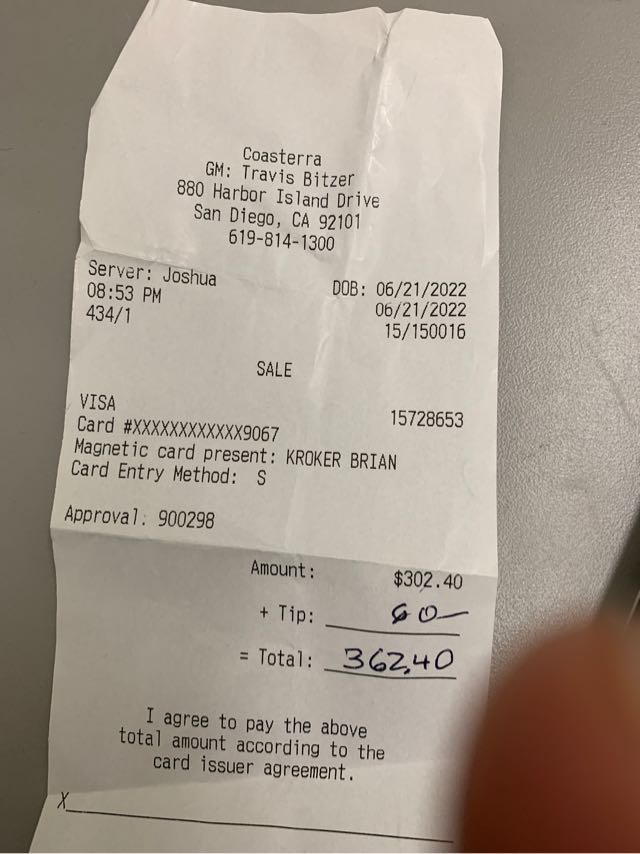 Coasterra
GM: Travis Bitzer
880 Harbor Island Drive
San Diego, CA 92101
619-814-1300
Server: Joshua DOB: 06/21/2022
08:53 PM 06/21/2022
434/1 15/150016
SALE
VISA 15728653
Card #XXXXXXXXXXXX9067
Magnetic card present: KROKER BRIAN
Card Entry Method: S
Approval: 900298
Amount: $302.40
+ Tip: 60—
= Total: 362.40
I agree to pay the above
total amount according to the
card issuer agreement.
X